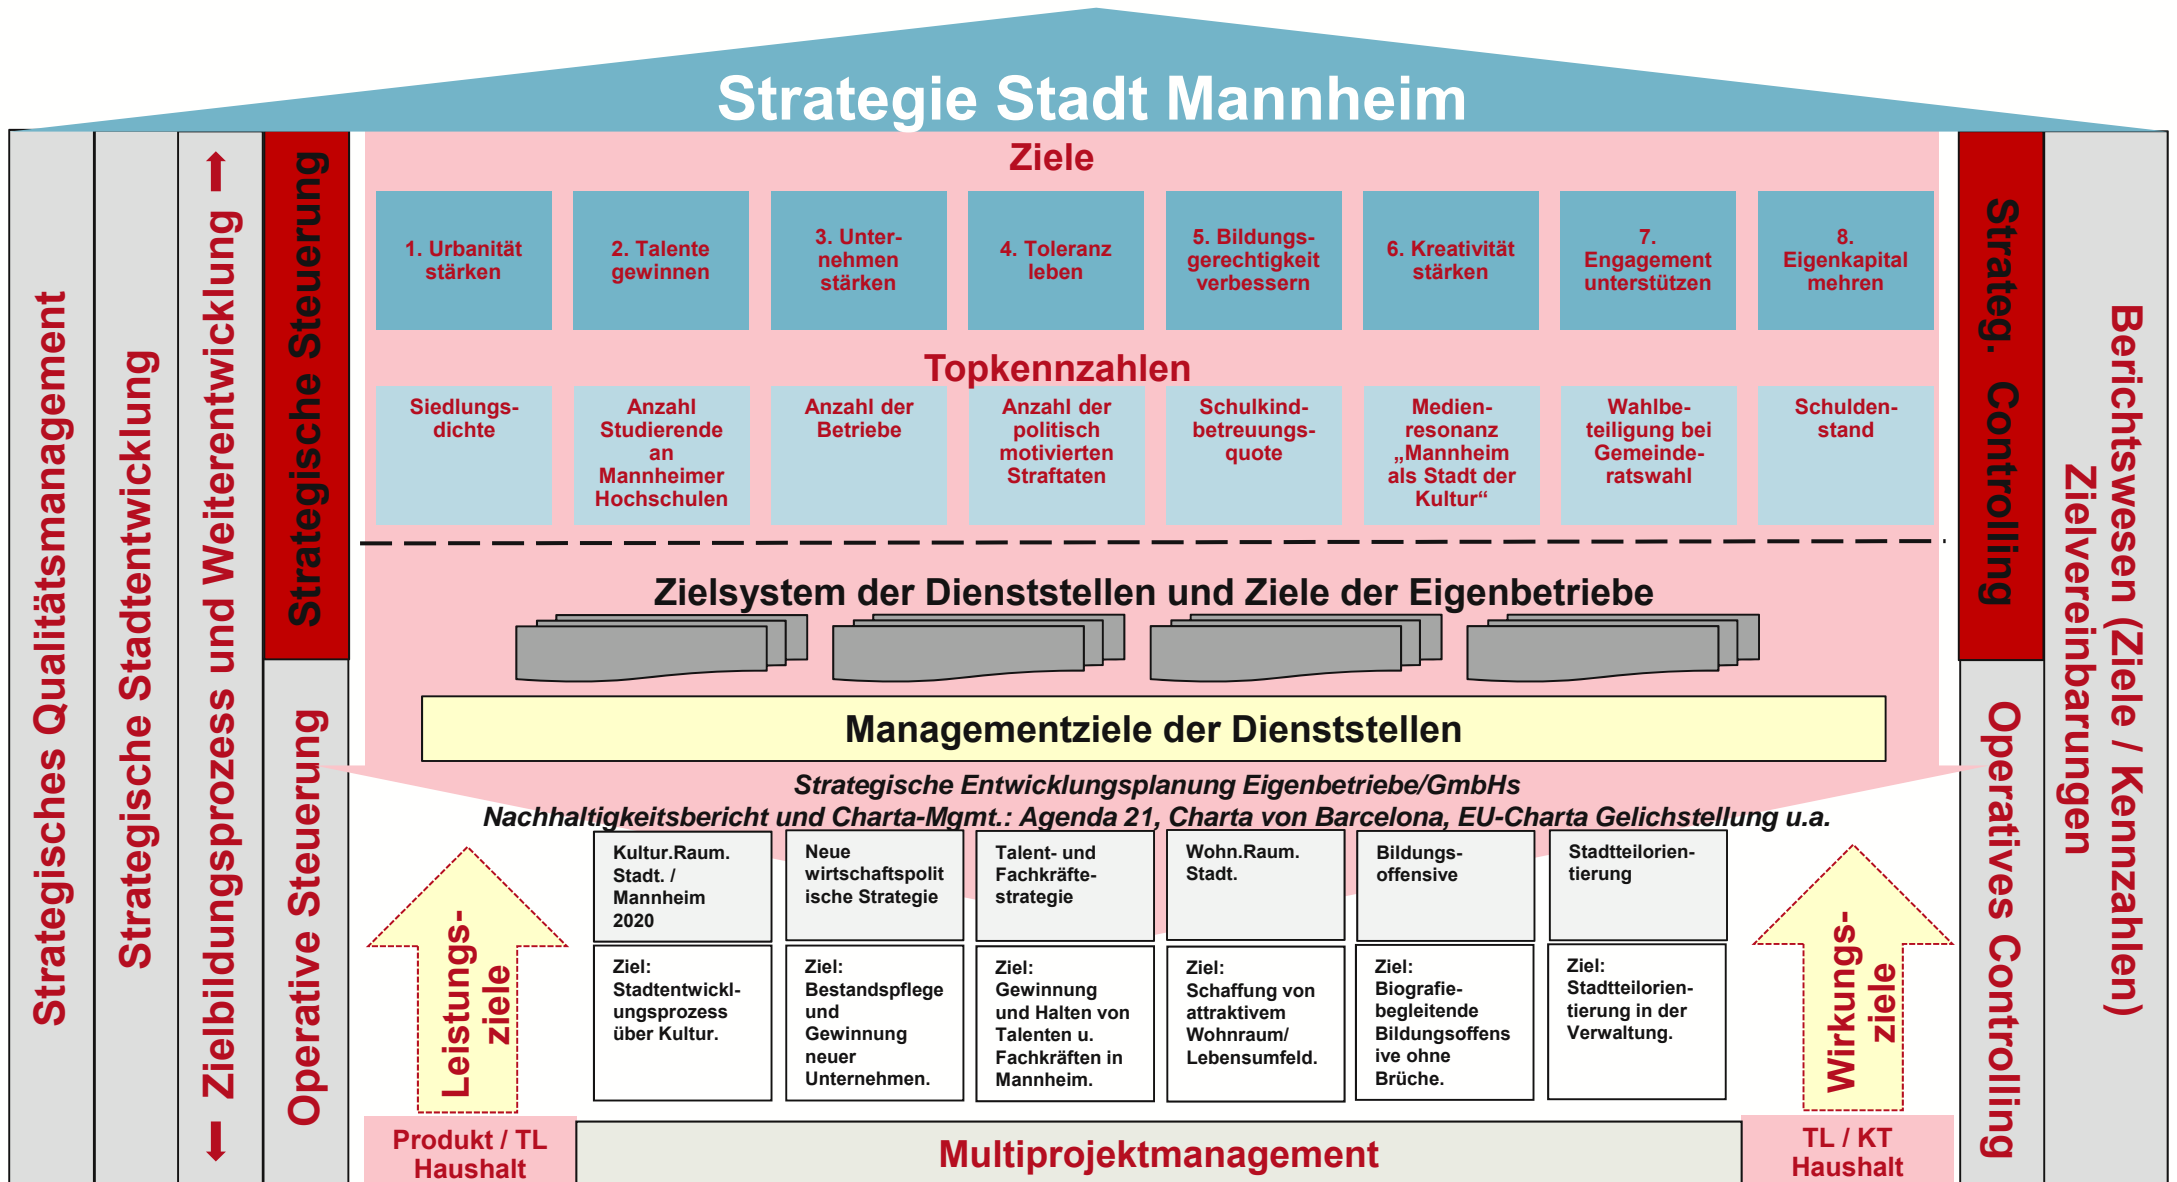 Strategie Stadt Mannheim
Strategisches Qualitätsmanagement
Strategische Stadtentwicklung
Zielbildungsprozess und Weiterentwicklung
Strategische Steuerung
Operative Steuerung
Ziele
1. Urbanität
stärken
2. Talente
gewinnen
3. Unter-
nehmen
stärken
4. Toleranz
leben
5. Bildungs-
gerechtigkeit
verbessern
6. Kreativität
stärken
7.
Engagement
unterstützen
8.
Eigenkapital
mehren
Topkennzahlen
Siedlungs-
dichte
Anzahl
Studierende
an
Mannheimer
Hochschulen
Anzahl der
Betriebe
Anzahl der
politisch
motivierten
Straftaten
Schulkind-
betreuungs-
quote
Medien-
resonanz
„Mannheim
als Stadt der
Kultur“
Wahlbe-
teiligung bei
Gemeinde-
ratswahl
Schulden-
stand
Zielsystem der Dienststellen und Ziele der Eigenbetriebe
Managementziele der Dienststellen
Strategische Entwicklungsplanung Eigenbetriebe/GmbHs
Nachhaltigkeitsbericht und Charta-Mgmt.: Agenda 21, Charta von Barcelona, EU-Charta Gelichstellung u.a.
Leistungs-
ziele
Kultur.Raum.
Stadt. /
Mannheim
2020
Neue
wirtschaftspolit
ische Strategie
Talent- und
Fachkräfte-
strategie
Wohn.Raum.
Stadt.
Bildungs-
offensive
Stadtteilorien-
tierung
Ziel:
Stadtentwickl-
ungsprozess
über Kultur.
Ziel:
Bestandspflege
und
Gewinnung
neuer
Unternehmen.
Ziel:
Gewinnung
und Halten von
Talenten u.
Fachkräften in
Mannheim.
Ziel:
Schaffung von
attraktivem
Wohnraum/
Lebensumfeld.
Ziel:
Biografie-
begleitende
Bildungsoffens
ive ohne
Brüche.
Ziel:
Stadtteilorien-
tierung in der
Verwaltung.
Wirkungs-
ziele
Produkt / TL
Haushalt
Multiprojektmanagement
TL / KT
Haushalt
Strateg. Controlling
Operatives Controlling
Berichtswesen (Ziele / Kennzahlen)
Zielvereinbarungen